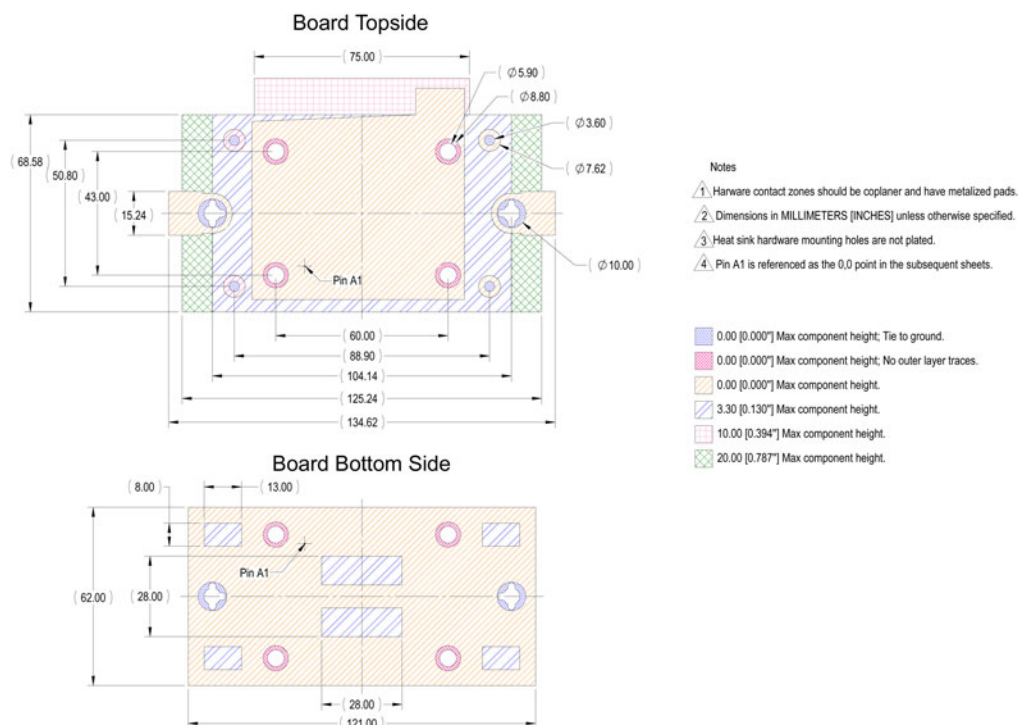 Board Topside
( 75.00 )
( Ø5.90 )
( Ø8.80 )
( Ø3.60 )
( Ø7.62 )
( 68.58 )
( 50.80 )
( 43.00 )
( 15.24 )
( Ø10.00 )
Pin A1
( 60.00 )
( 88.90 )
( 104.14 )
( 125.24 )
( 134.62 )
Notes
1 Harware contact zones should be coplaner and have metalized pads.
2 Dimensions in MILLIMETERS [INCHES] unless otherwise specified.
3 Heat sink hardware mounting holes are not plated.
4 Pin A1 is referenced as the 0,0 point in the subsequent sheets.
0.00 [0.000"] Max component height; Tie to ground.
0.00 [0.000"] Max component height; No outer layer traces.
0.00 [0.000"] Max component height.
3.30 [0.130"] Max component height.
10.00 [0.394"] Max component height.
20.00 [0.787"] Max component height.
Board Bottom Side
( 8.00 )
( 13.00 )
Pin A1
( 62.00 )
( 28.00 )
( 28.00 )
( 121.00 )